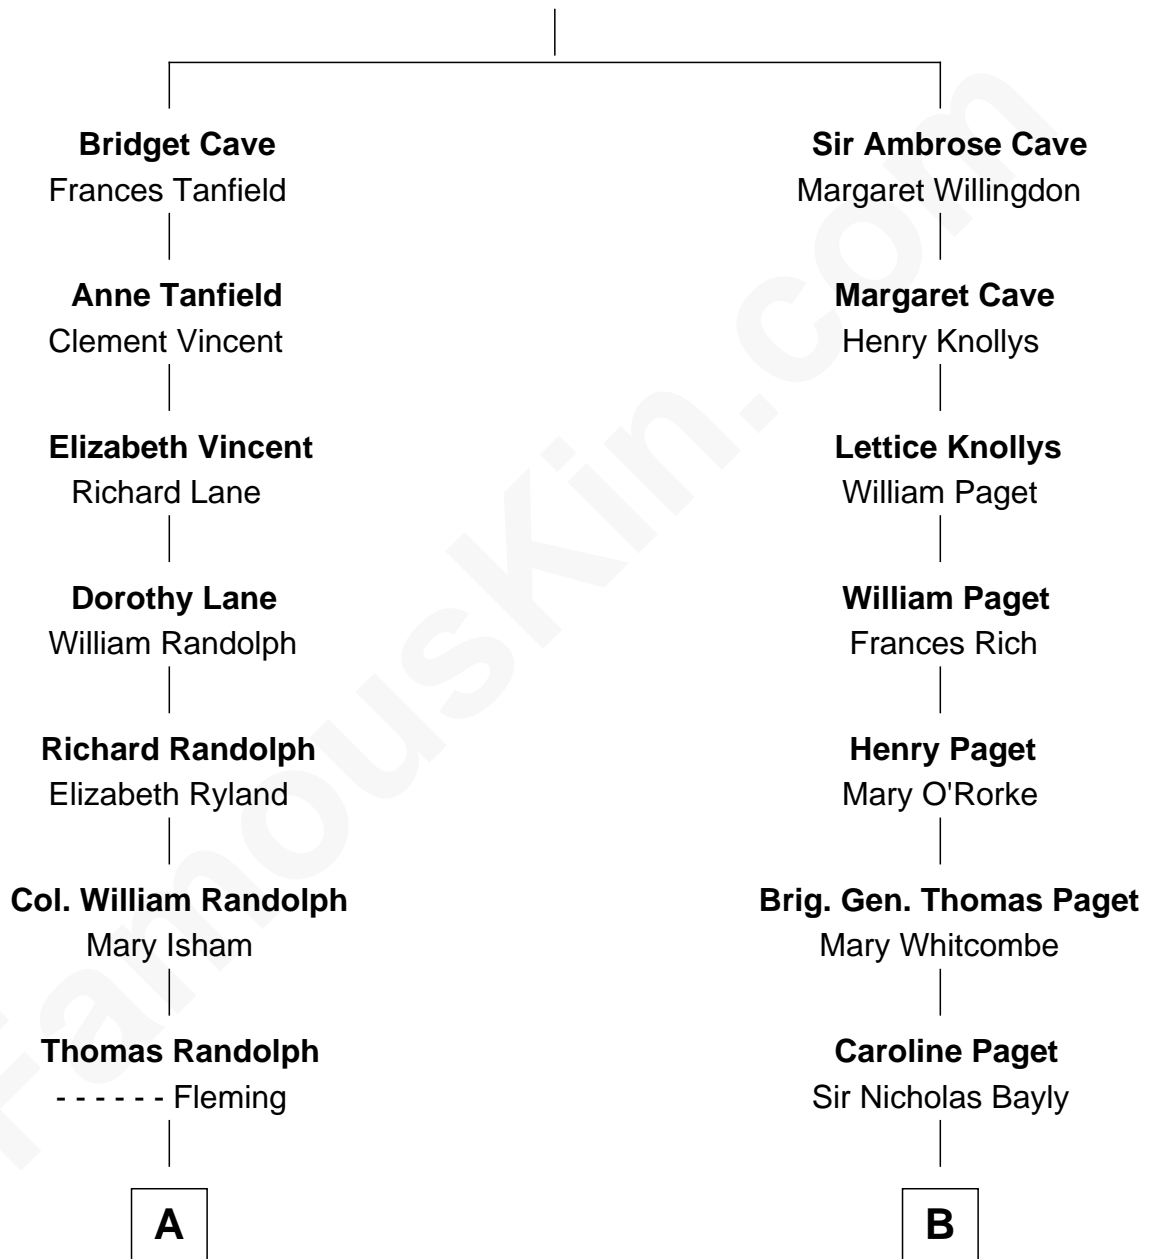 Bridget Cave
Frances Tanfield
Anne Tanfield
Clement Vincent
Elizabeth Vincent
Richard Lane
Dorothy Lane
William Randolph
Richard Randolph
Elizabeth Ryland
Col. William Randolph
Mary Isham
Thomas Randolph
- - - - - - Fleming
A
Sir Ambrose Cave
Margaret Willingdon
Margaret Cave
Henry Knollys
Lettice Knollys
William Paget
William Paget
Frances Rich
Henry Paget
Mary O'Rorke
Brig. Gen. Thomas Paget
Mary Whitcombe
Caroline Paget
Sir Nicholas Bayly
B
FamousKin.com